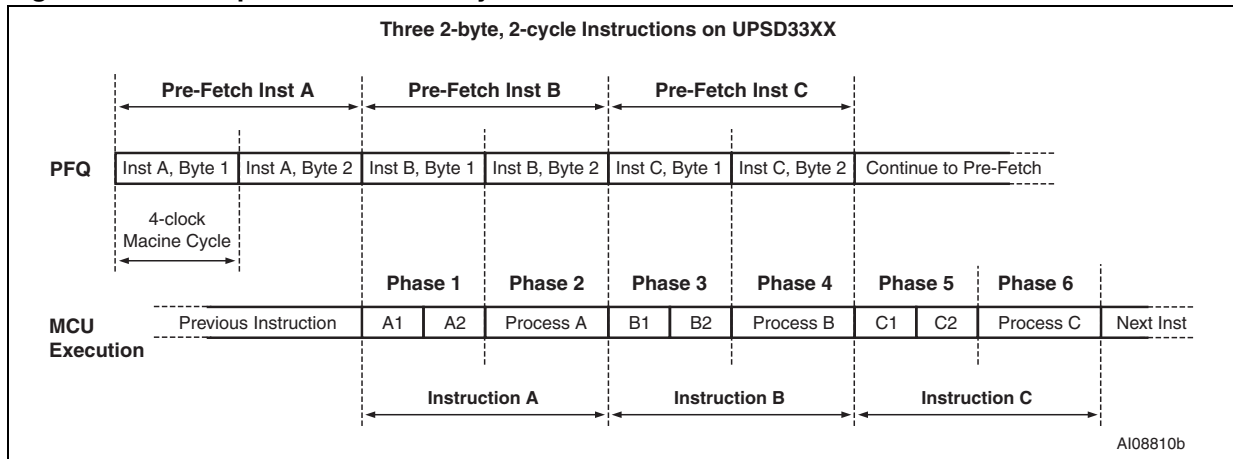 Three 2-byte, 2-cycle Instructions on UPSD33XX
Pre-Fetch Inst A
Pre-Fetch Inst B
Pre-Fetch Inst C
PFQ
Inst A, Byte 1
Inst A, Byte 2
Inst B, Byte 1
Inst B, Byte 2
Inst C, Byte 1
Inst C, Byte 2
Continue to Pre-Fetch
4-clock
Macine Cycle
Phase 1
Phase 2
Phase 3
Phase 4
Phase 5
Phase 6
MCU
Execution
Previous Instruction
A1
A2
Process A
B1
B2
Process B
C1
C2
Process C
Next Inst
Instruction A
Instruction B
Instruction C
AI08810b